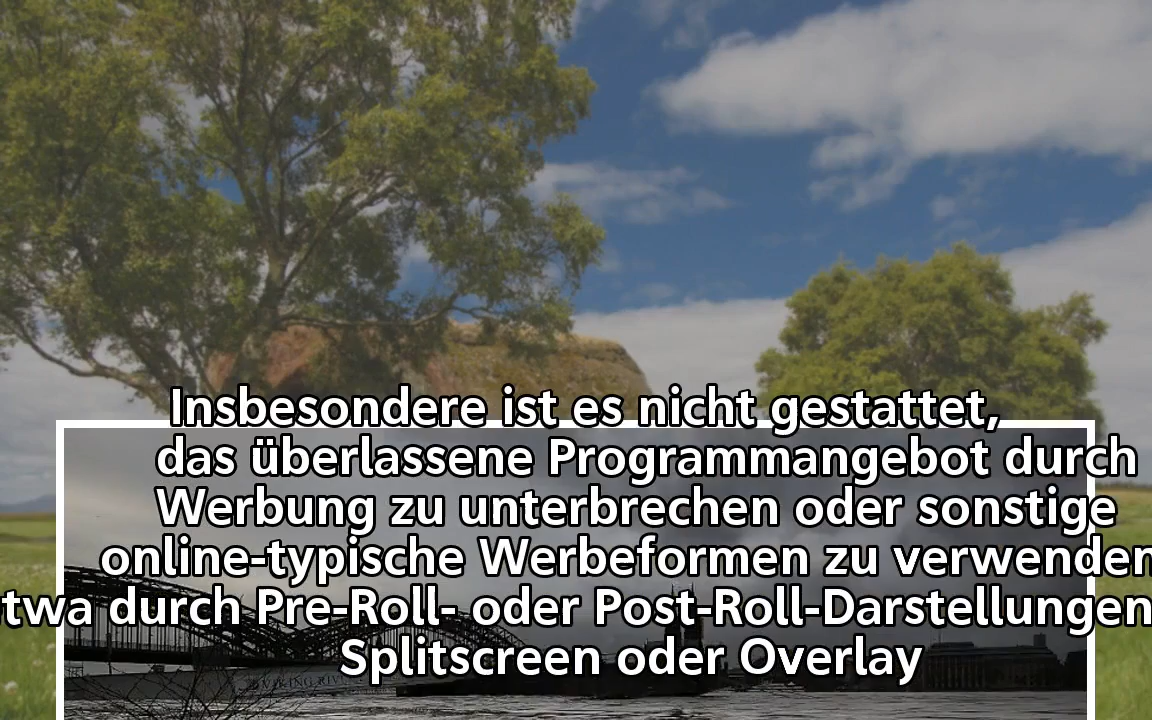 Insbesondere ist es nicht gestattet,
das überlassene Programmangebot durch
Werbung zu unterbrechen oder sonstige
online-typische Werbeformen zu verwenden
durch Pre-Roll- oder Post-Roll-Darstellungen
Splitscreen oder Overlay
VIKING